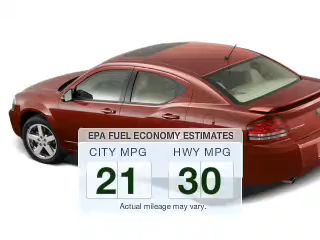 EPA FUEL ECONOMY ESTIMATES
CITY MPG HWY MPG
21 30
Actual mileage may vary.